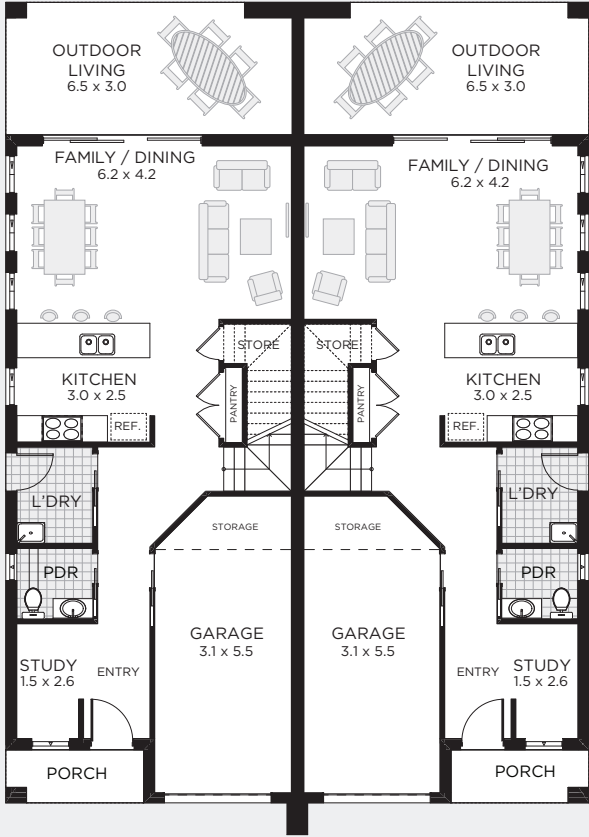 OUTDOOR
LIVING
6.5 x 3.0
OUTDOOR
LIVING
6.5 x 3.0
FAMILY / DINING
6.2 x 4.2
FAMILY / DINING
6.2 x 4.2
STORE
STORE
KITCHEN
3.0 x 2.5
PANTRY
PANTRY
KITCHEN
3.0 x 2.5
REF.
REF.
L'DRY
L'DRY
STORAGE
STORAGE
PDR
PDR
GARAGE
3.1 x 5.5
GARAGE
3.1 x 5.5
STUDY
1.5 x 2.6
ENTRY
ENTRY
STUDY
1.5 x 2.6
PORCH
PORCH